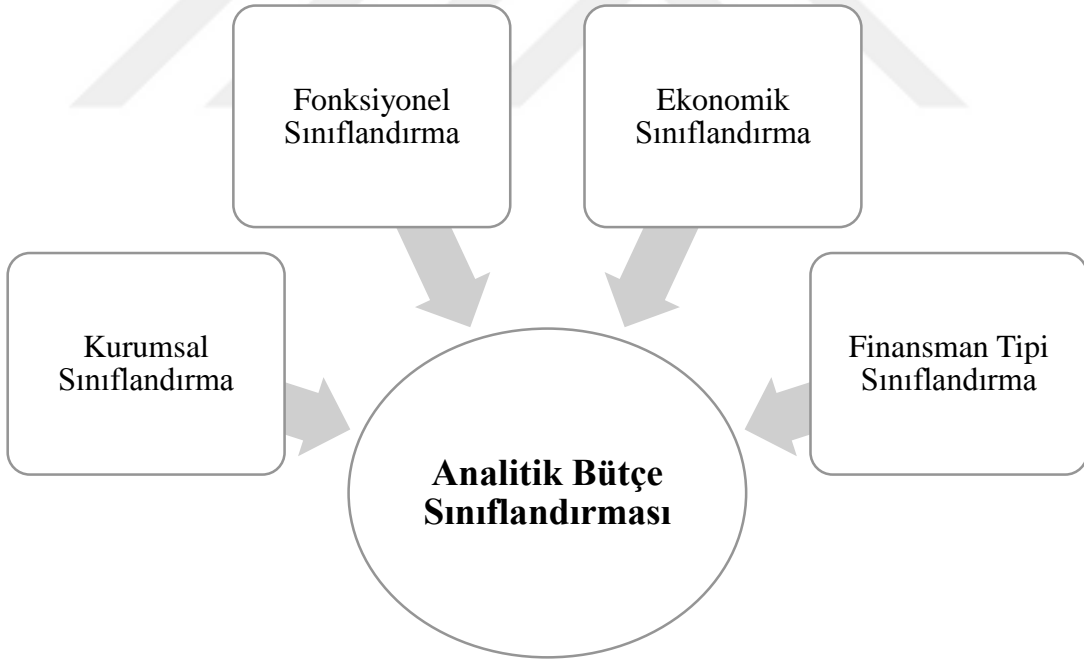 Fonksiyonel
Sınıflandırma
Ekonomik
Sınıflandırma
Kurumsal
Sınıflandırma
Finansman Tipi
Sınıflandırma
Analitik Bütçe
Sınıflandırması